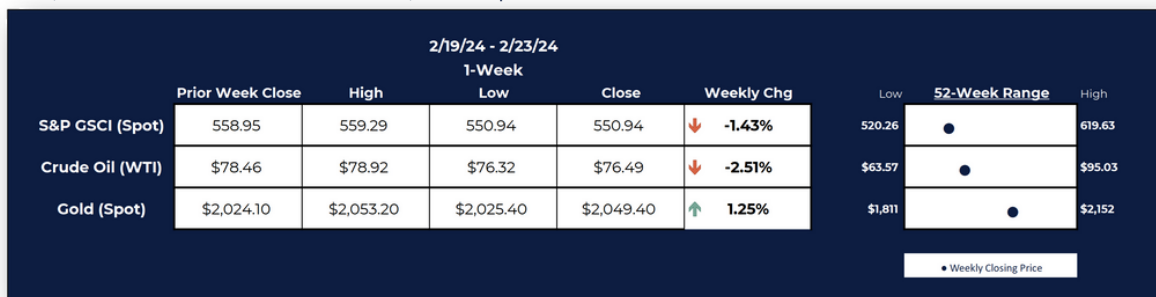 2/19/24 - 2/23/24
1-Week
Prior Week Close High Low Close Weekly Chg Low 52-Week Range High
S&P GSCI (Spot) 558.95 559.29 550.94 550.94 -1.43% 520.26 619.63
Crude Oil (WTI) $78.46 $78.92 $76.32 $76.49 -2.51% $63.57 $95.03
Gold (Spot) $2,024.10 $2,053.20 $2,025.40 $2,049.40 1.25% $1,811 $2,152
Weekly Closing Price